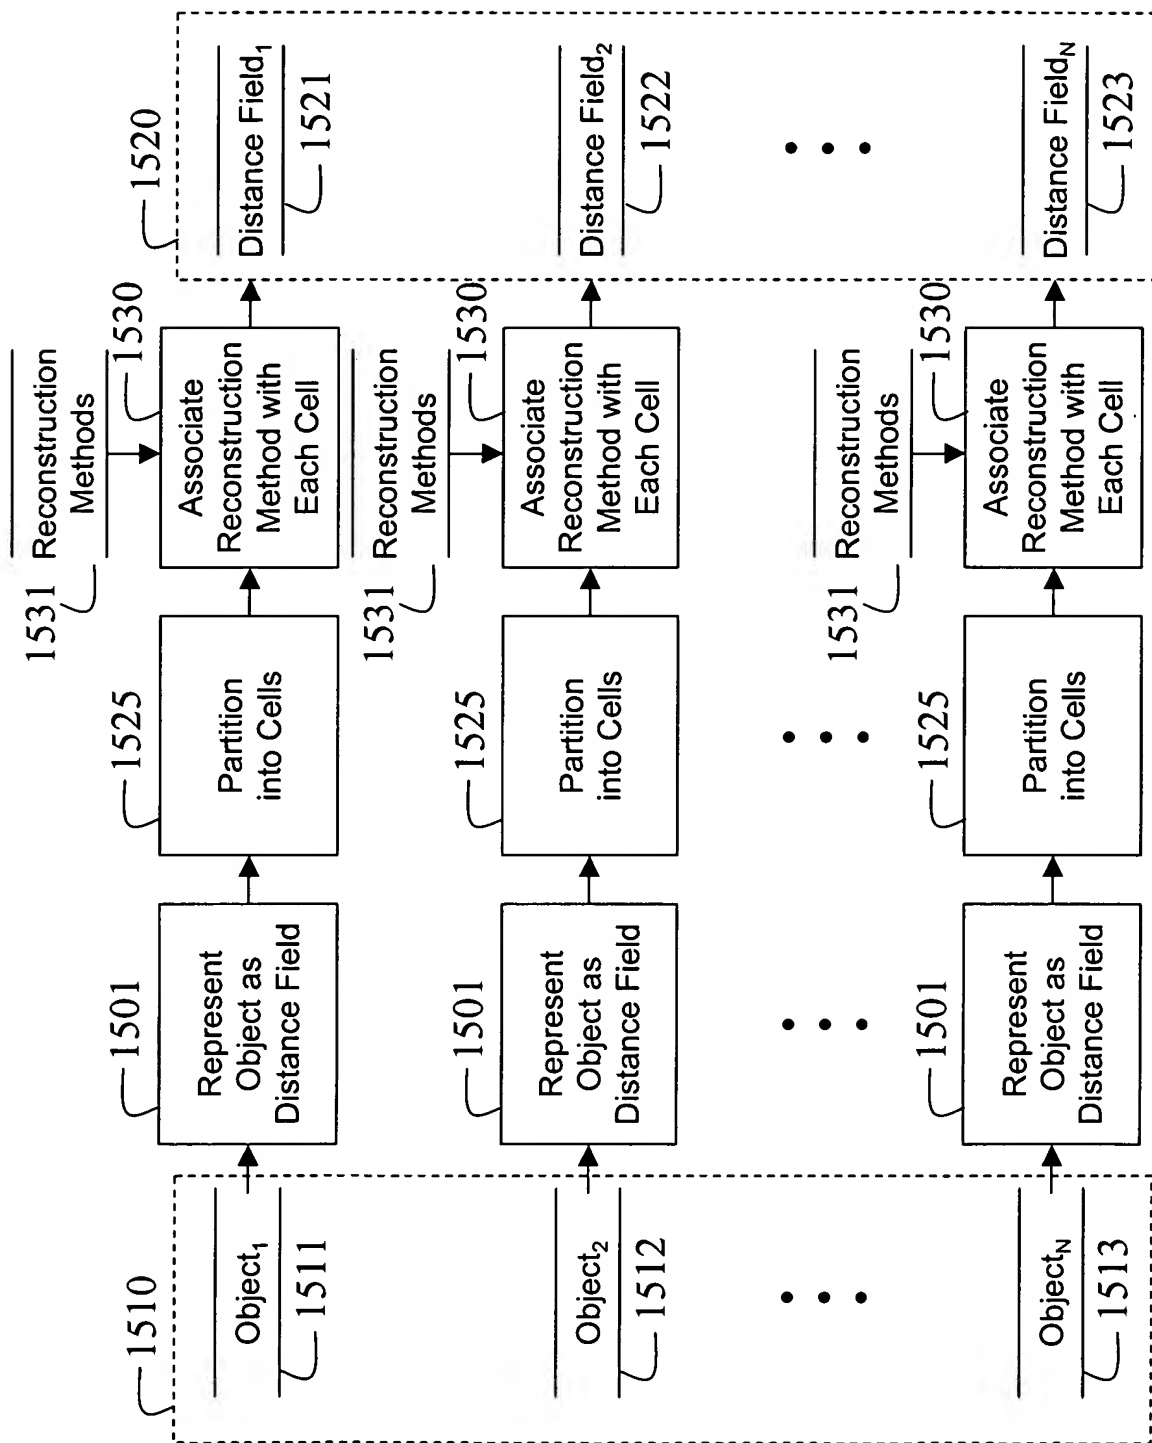 1510
Object1
1511
1501
Represent
Object as
Distance Field
1525
Partition
into Cells
1531
Reconstruction
Methods
1530
Associate
Reconstruction
Method with
Each Cell
1520
Distance Field1
1521
Object2
1512
1501
Represent
Object as
Distance Field
1525
Partition
into Cells
1531
Reconstruction
Methods
1530
Associate
Reconstruction
Method with
Each Cell
Distance Field2
1522
ObjectN
1513
1501
Represent
Object as
Distance Field
1525
Partition
into Cells
1531
Reconstruction
Methods
1530
Associate
Reconstruction
Method with
Each Cell
Distance FieldN
1523